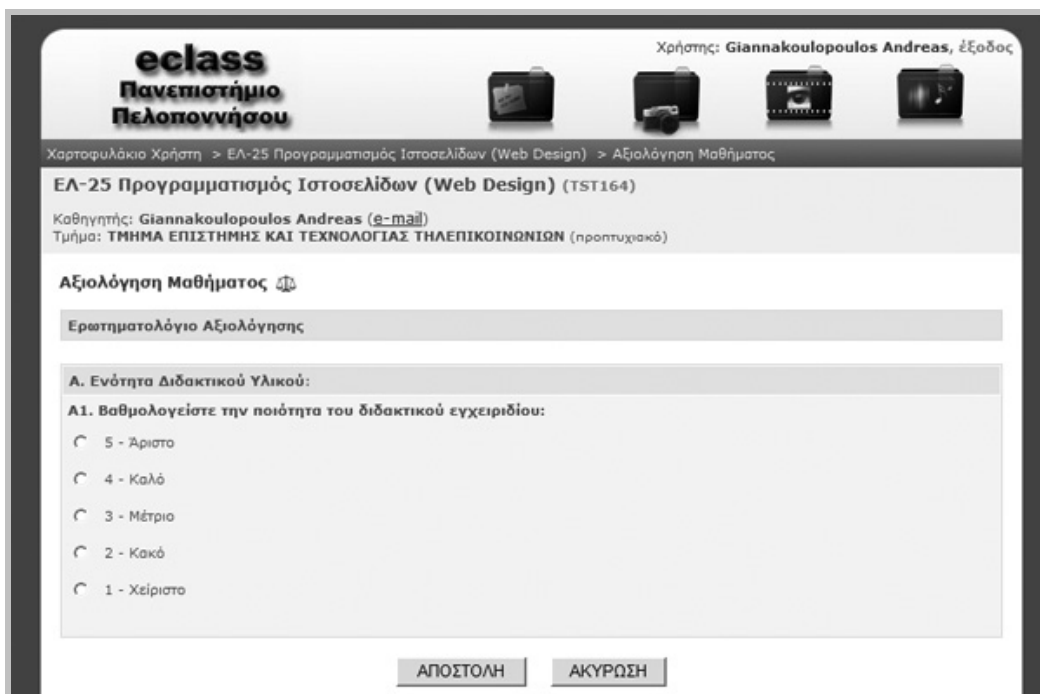 eclass
Πανεπιστήμιο
Πελοποννήσου
Χρήστης: Giannakoulopoulos Andreas, έξοδος
Χαρτοφυλάκιο Χρήστη > ΕΛ-25 Προγραμματισμός Ιστοσελίδων (Web Design) > Αξιολόγηση Μαθήματος
ΕΛ-25 Προγραμματισμός Ιστοσελίδων (Web Design) (TST164)
Καθηγητής: Giannakoulopoulos Andreas (e-mail)
Τμήμα: ΤΜΗΜΑ ΕΠΙΣΤΗΜΗΣ ΚΑΙ ΤΕΧΝΟΛΟΓΙΑΣ ΤΗΛΕΠΙΚΟΙΝΩΝΙΩΝ (προπτυχιακό)
Αξιολόγηση Μαθήματος
Ερωτηματολόγιο Αξιολόγησης
Α. Ενότητα Διδακτικού Υλικού:
Α1. Βαθμολογείστε την ποιότητα του διδακτικού εγχειριδίου:
5 - Άριστο
4 - Καλό
3 - Μέτριο
2 - Κακό
1 - Χείριστο
ΑΠΟΣΤΟΛΗ ΑΚΥΡΩΣΗ